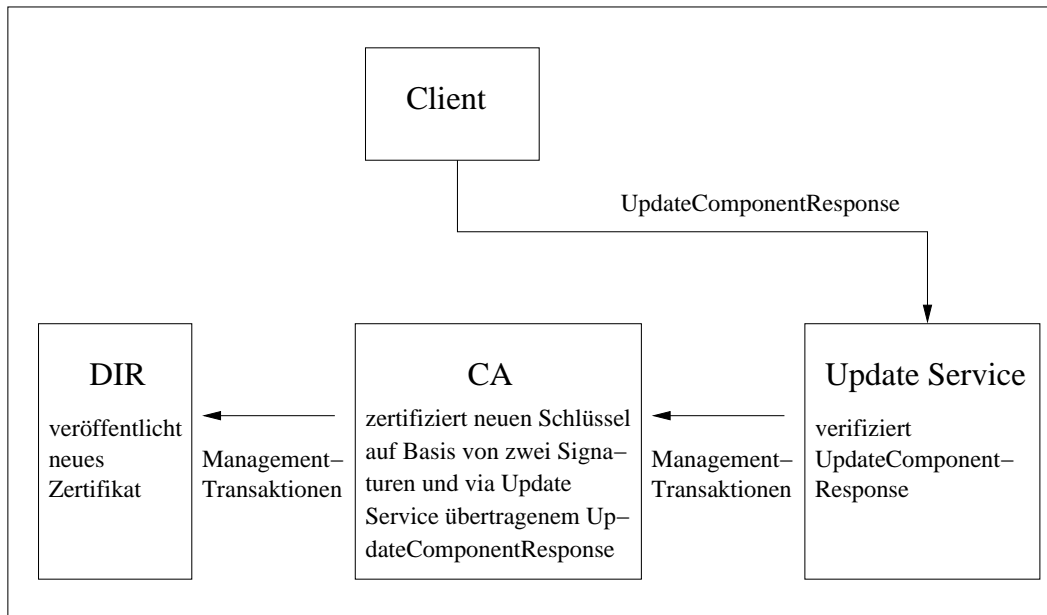 Client
UpdateComponentResponse
DIR
veröffentlicht
neues
Zertifikat
Management–
Transaktionen
CA
zertifiziert neuen Schlüssel
auf Basis von zwei Signa–
turen und via Update
Service übertragenem Up–
dateComponentResponse
Management–
Transaktionen
Update Service
verifiziert
UpdateComponent–
Response